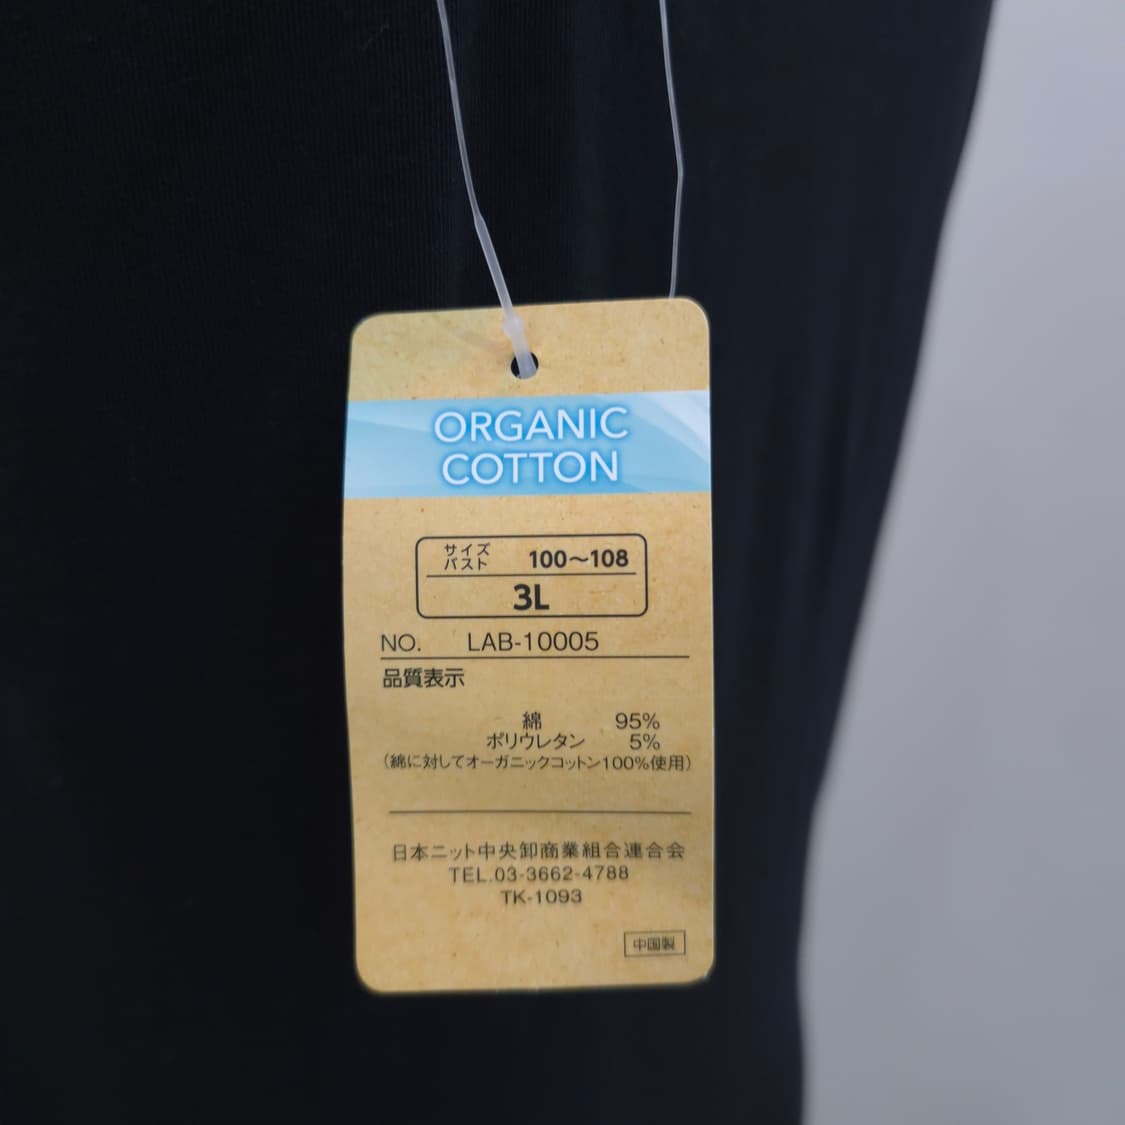 ORGANIC
COTTON
サイズ
バスト 100～108
3L
NO. LAB-10005
品質表示
綿 95%
ポリウレタン 5%
(綿に対してオーガニックコットン100%使用)
日本ニット中央卸商業組合連合会
TEL.03-3662-4788
TK-1093
中国製